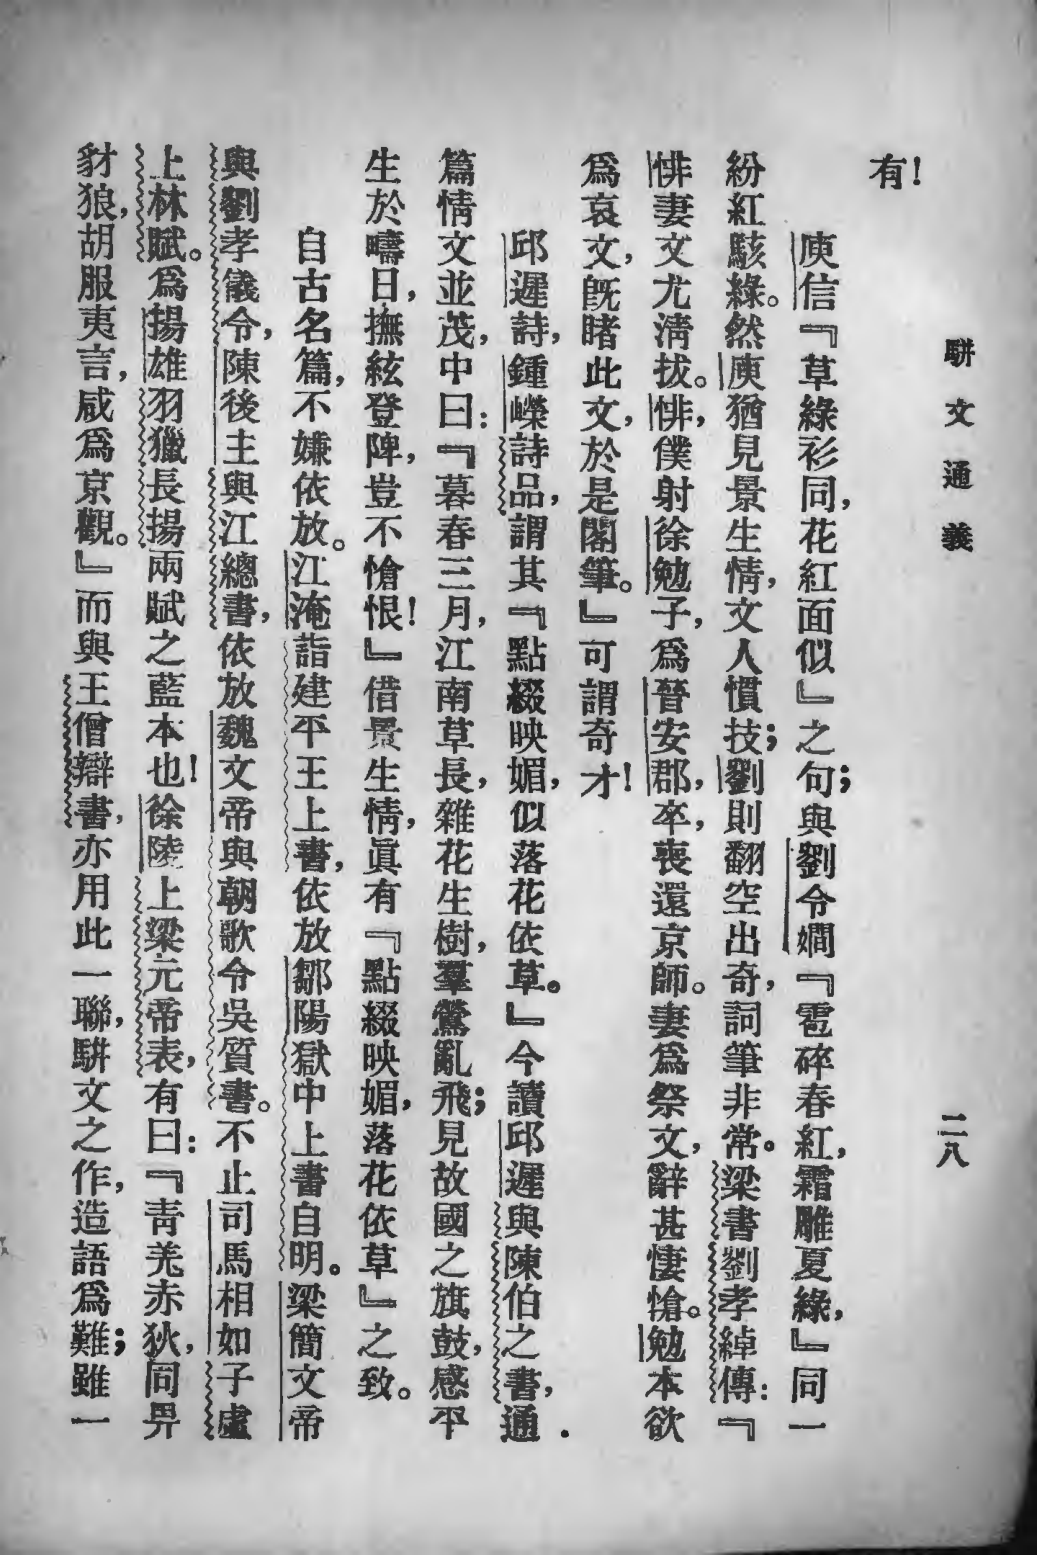 駢文通義
二八
有！
庾信『草綠衫同，花紅面似』之句；與劉令嫺『雹碎春紅，霜雕夏綠，』同一
紛紅駭綠。然庾猶見景生情，文人慣技；劉則翻空出奇，詞筆非常。梁書劉孝綽傳：『
悱妻文尤淸拔。悱，僕射徐勉子，爲晉安郡，卒，喪還京師。妻爲祭文，辭甚悽愴。勉本欲
爲哀文，旣睹此文，於是閣筆。』可謂奇才！
邱遲詩，鍾嶸詩品，謂其『點綴映媚，似落花依草。』今讀邱遲與陳伯之書，通
篇情文並茂，中曰：『暮春三月，江南草長，雜花生樹，羣鶯亂飛；見故國之旗鼓，感平
生於疇日，撫絃登陴，豈不愴恨！』借景生情，眞有『點綴映媚，落花依草』之致。
自古名篇，不嫌依放。江淹詣建平王上書，依放鄒陽獄中上書自明。梁簡文帝
與劉孝儀令，陳後主與江總書，依放魏文帝與朝歌令吳質書。不止司馬相如子虛
上林賦。爲揚雄羽獵長揚兩賦之藍本也！徐陵上梁元帝表，有曰：『靑羌赤狄，同畀
豺狼，胡服夷言，咸爲京觀。』而與王僧辯書，亦用此一聯，駢文之作，造語爲難；雖一